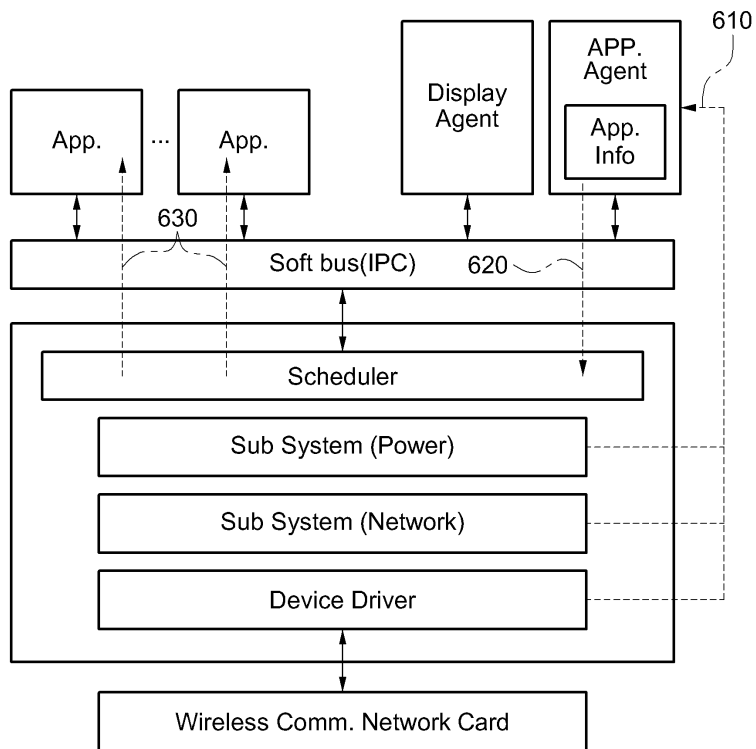 610
APP.
Agent
App.
Info
Display
Agent
App.
...
App.
630
Soft bus(IPC)
620
Scheduler
Sub System (Power)
Sub System (Network)
Device Driver
Wireless Comm. Network Card